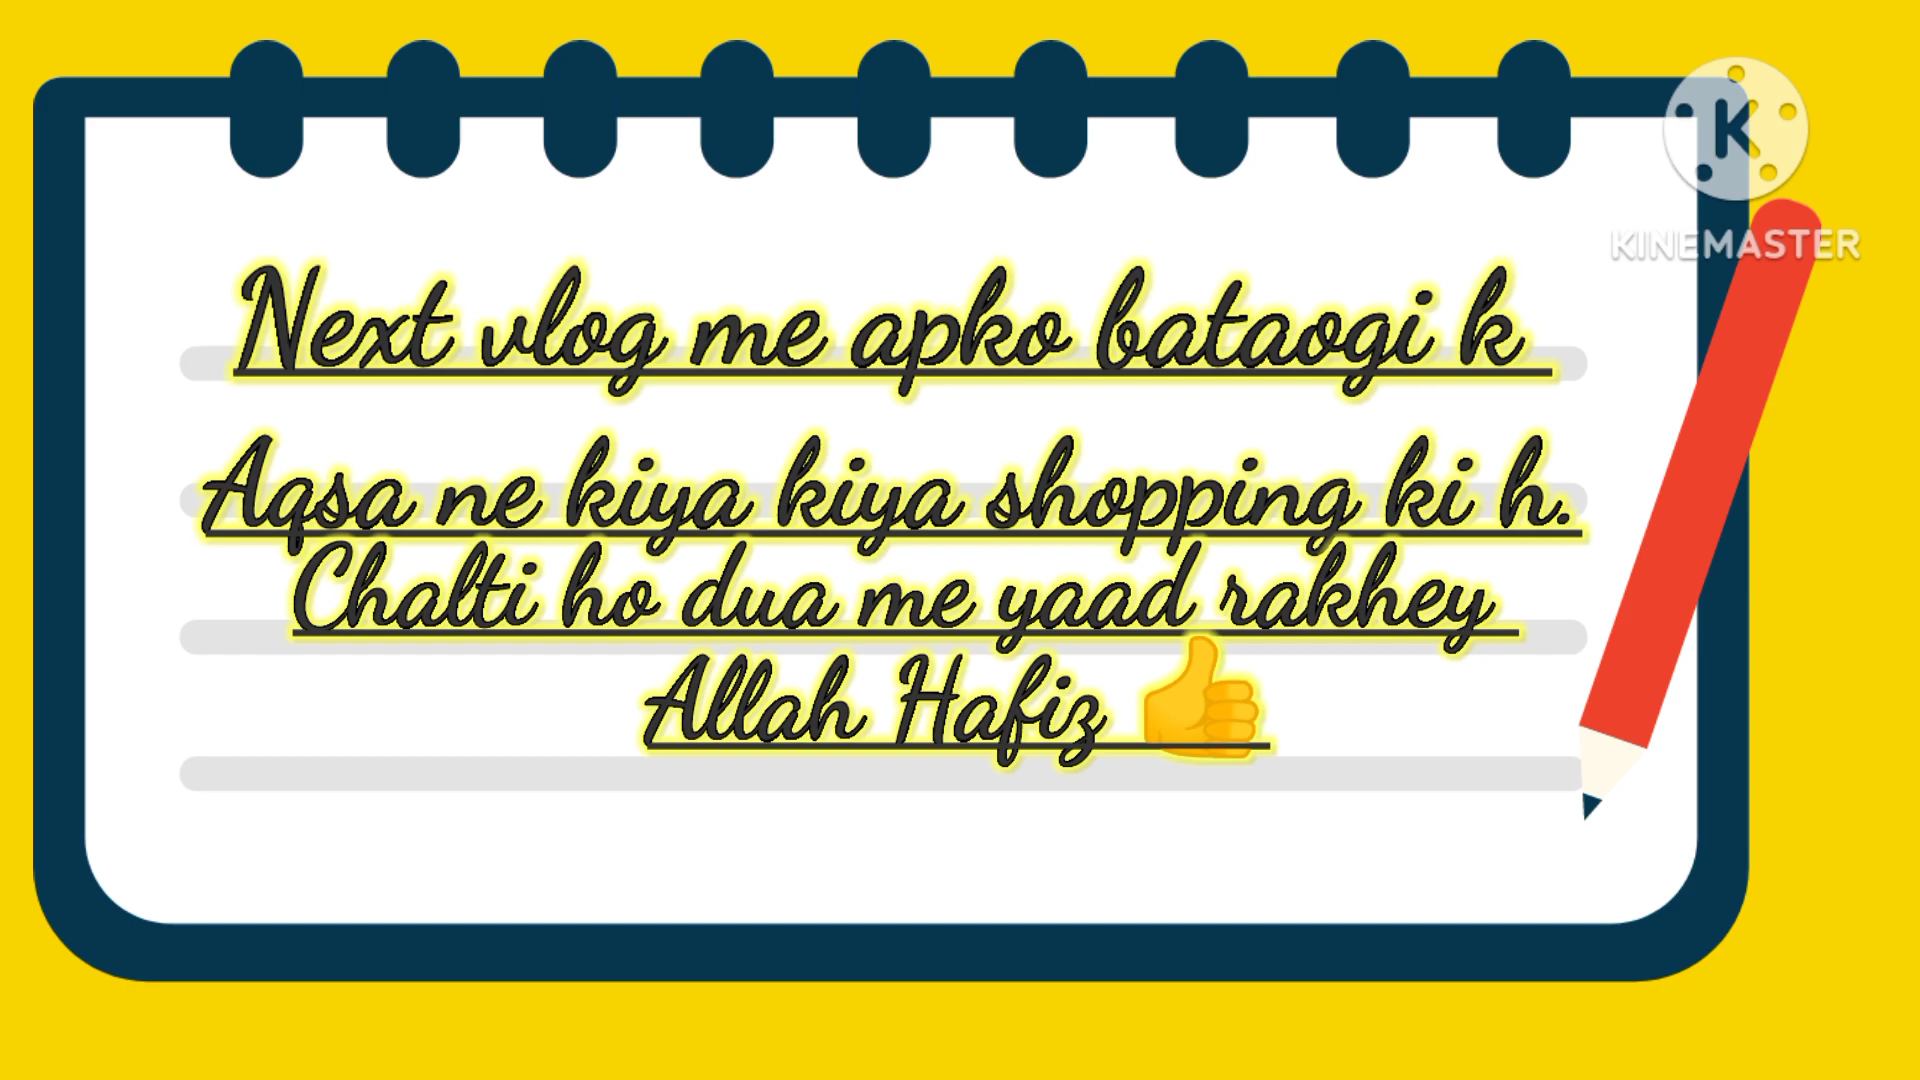 K
KINEMASTER
Next vlog me apko bataogi k
Aqsa ne kiya kiya shopping ki h.
Chalti ho dua me yaad rakhey
Allah Hafiz 👍